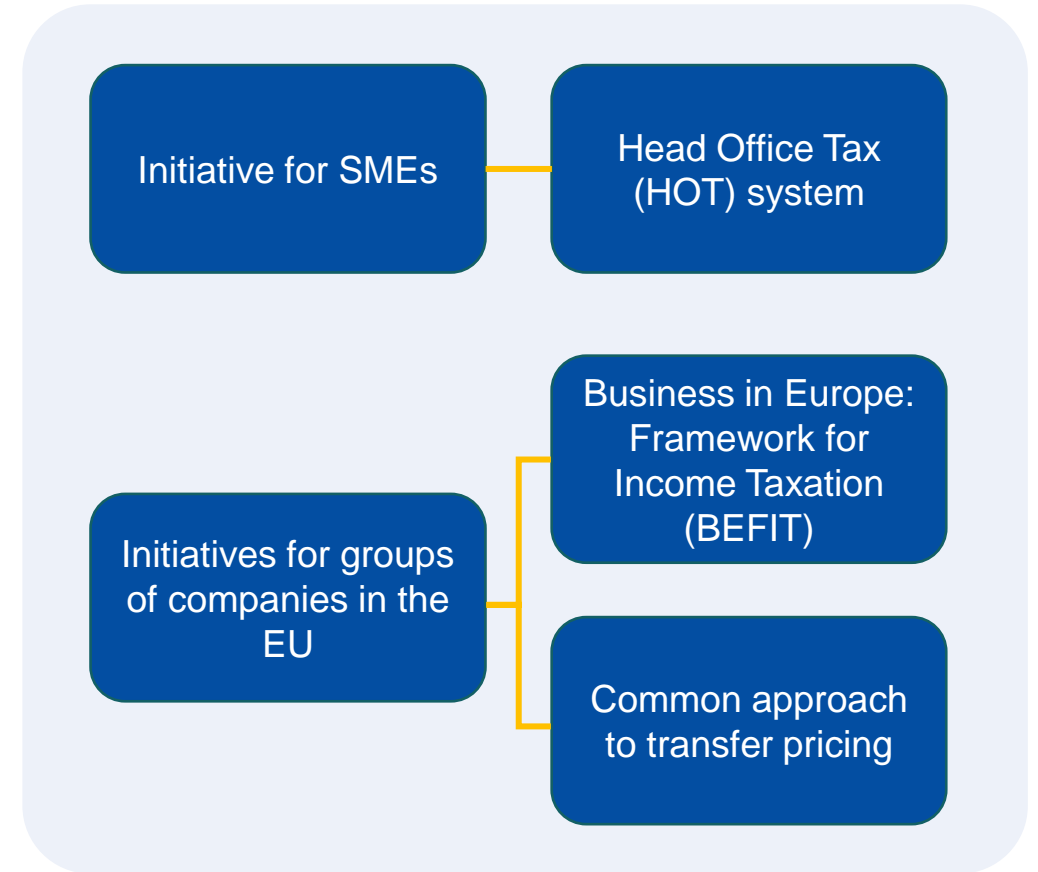 Initiative for SMEs
Head Office Tax
(HOT) system
Initiatives for groups
of companies in the
EU
Business in Europe:
Framework for
Income Taxation
(BEFIT)
Common approach
to transfer pricing